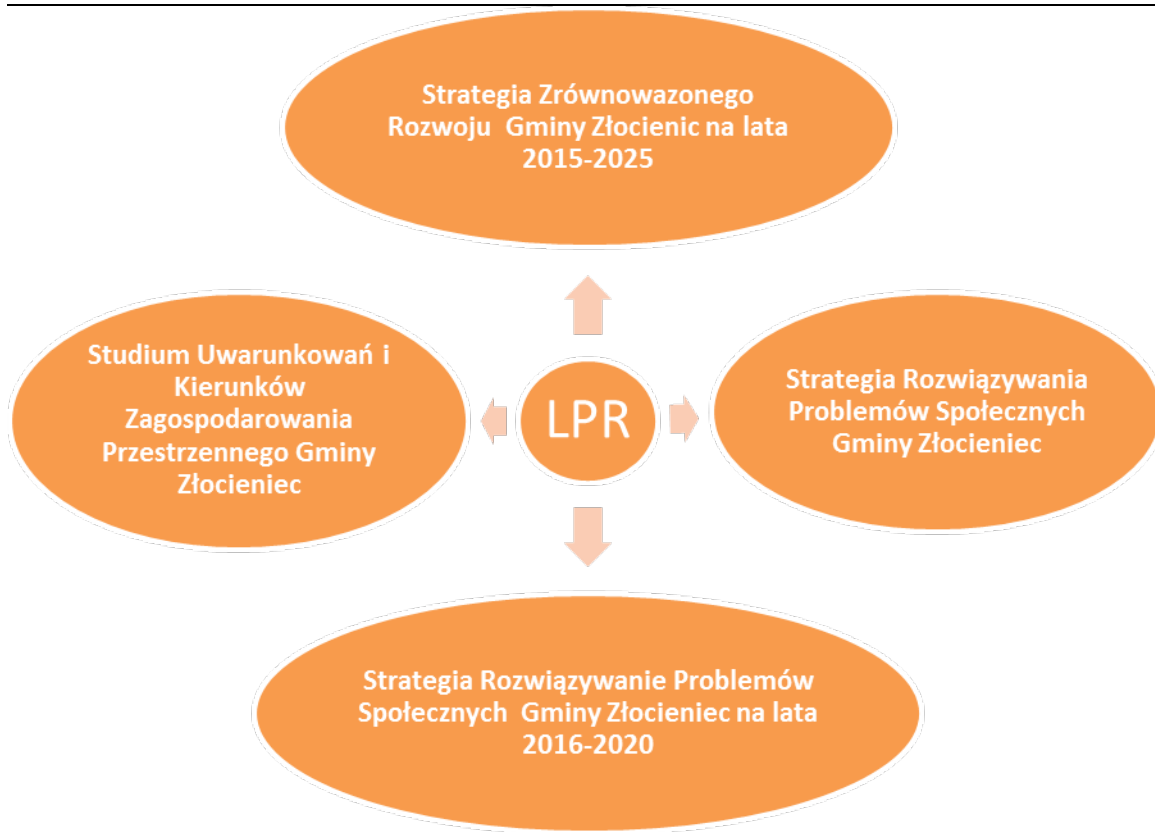 Strategia Zrównowazonego
Rozwoju Gminy Złocienic na lata
2015-2025
Studium Uwarunkowań i
Kierunków
Zagospodarowania
Przestrzennego Gminy
Złocieniec
LPR
Strategia Rozwiązywania
Problemów Społecznych
Gminy Złocieniec
Strategia Rozwiązywanie Problemów
Społecznych Gminy Złocieniec na lata
2016-2020